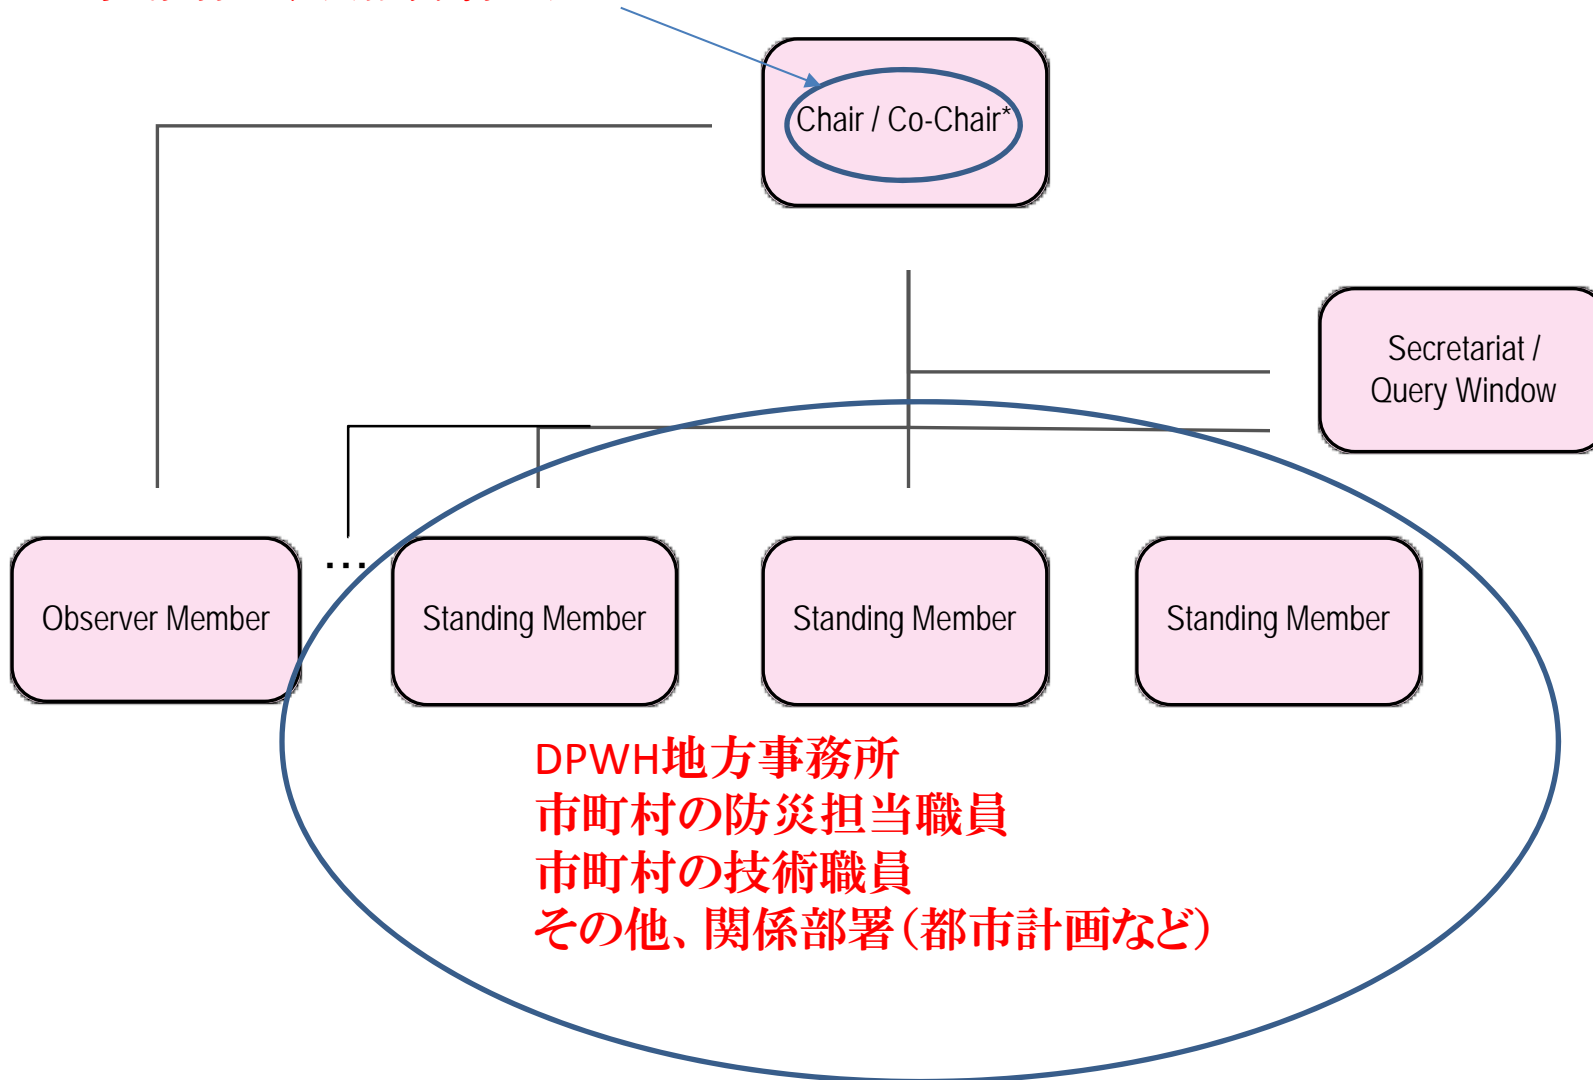 Chair / Co-Chair*
Secretariat /
Query Window
...
Observer Member
Standing Member
Standing Member
Standing Member
DPWH地方事務所
市町村の防災担当職員
市町村の技術職員
その他、関係部署（都市計画など）